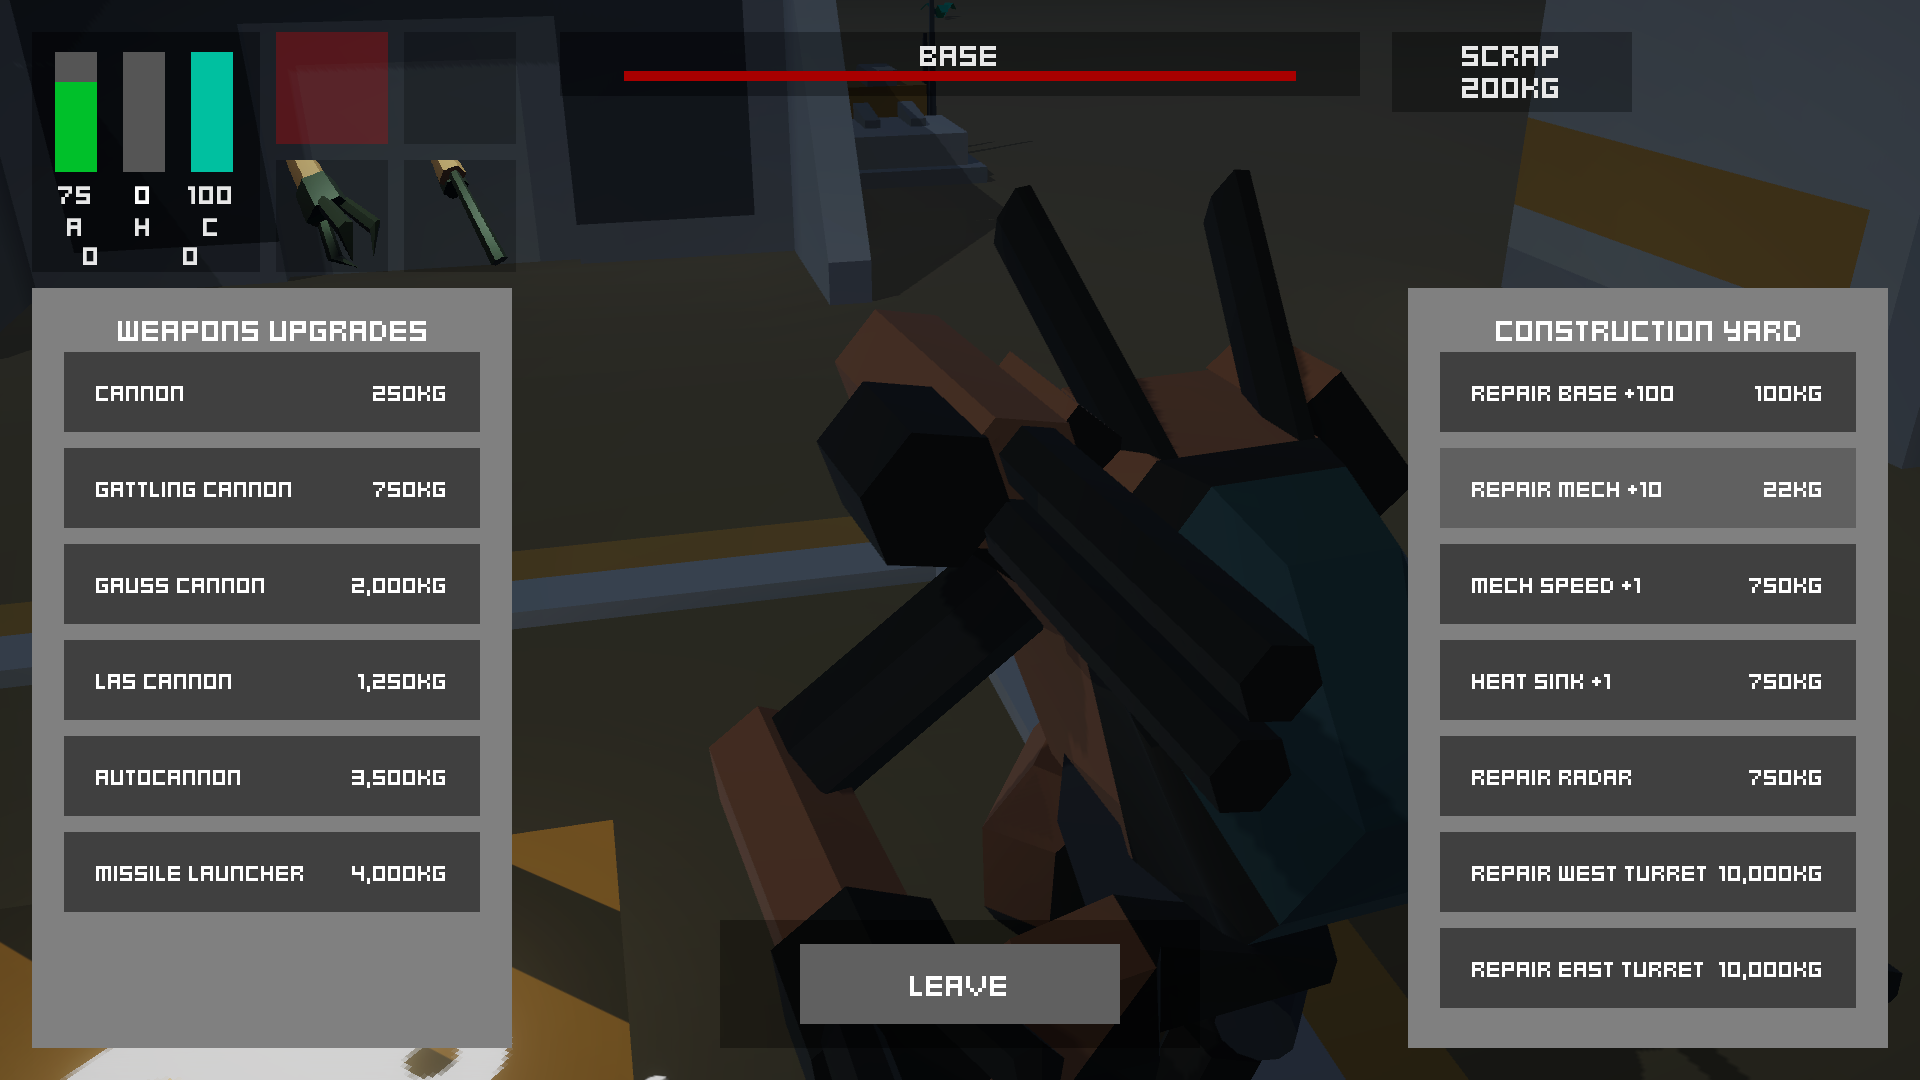 BASE
SCRAP
200KG
75 0 100
A H C
0 0
WEAPONS UPGRADES
CANNON 250KG
GATTLING CANNON 750KG
GAUSS CANNON 2,000KG
LAS CANNON 1,250KG
AUTOCANNON 3,500KG
MISSILE LAUNCHER 4,000KG
CONSTRUCTION YARD
REPAIR BASE +100 100KG
REPAIR MECH +10 22KG
MECH SPEED +1 750KG
HEAT SINK +1 750KG
REPAIR RADAR 750KG
REPAIR WEST TURRET 10,000KG
REPAIR EAST TURRET 10,000KG
LEAVE